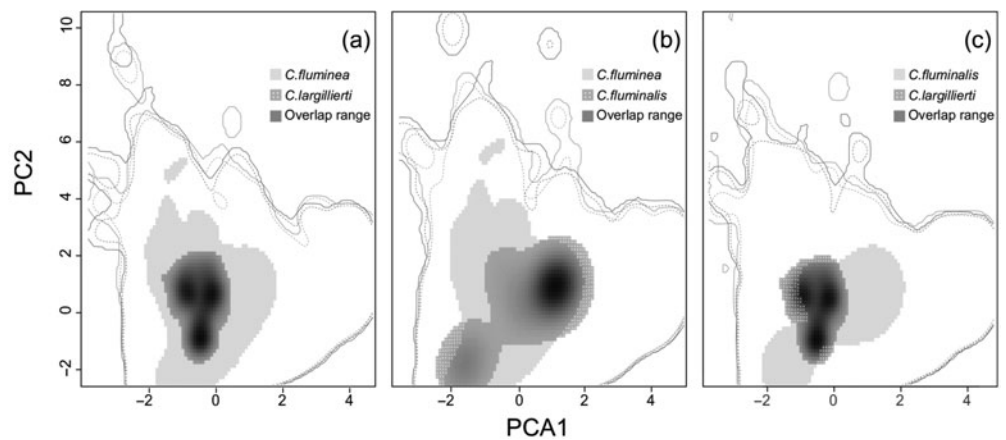 (a)
C.fluminea
C.largillierti
Overlap range
(b)
C.fluminea
C.fluminalis
Overlap range
(c)
C.fluminalis
C.largillierti
Overlap range
PC2
10
8
6
4
2
0
−2
−2 0 2 4
−2 0 2 4
−2 0 2 4
PCA1